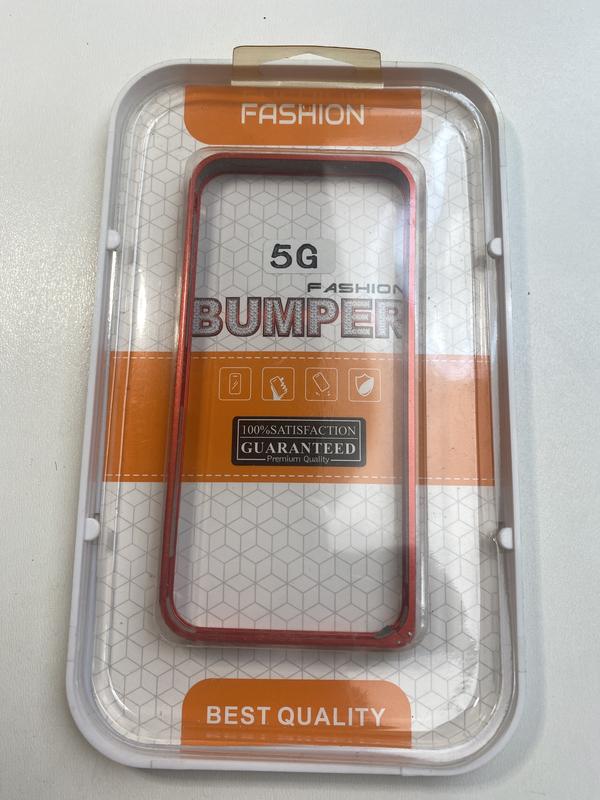 FASHION
5G
FASHION
BUMPER
100%SATISFACTION
GUARANTEED
Premium Quality
BEST QUALITY